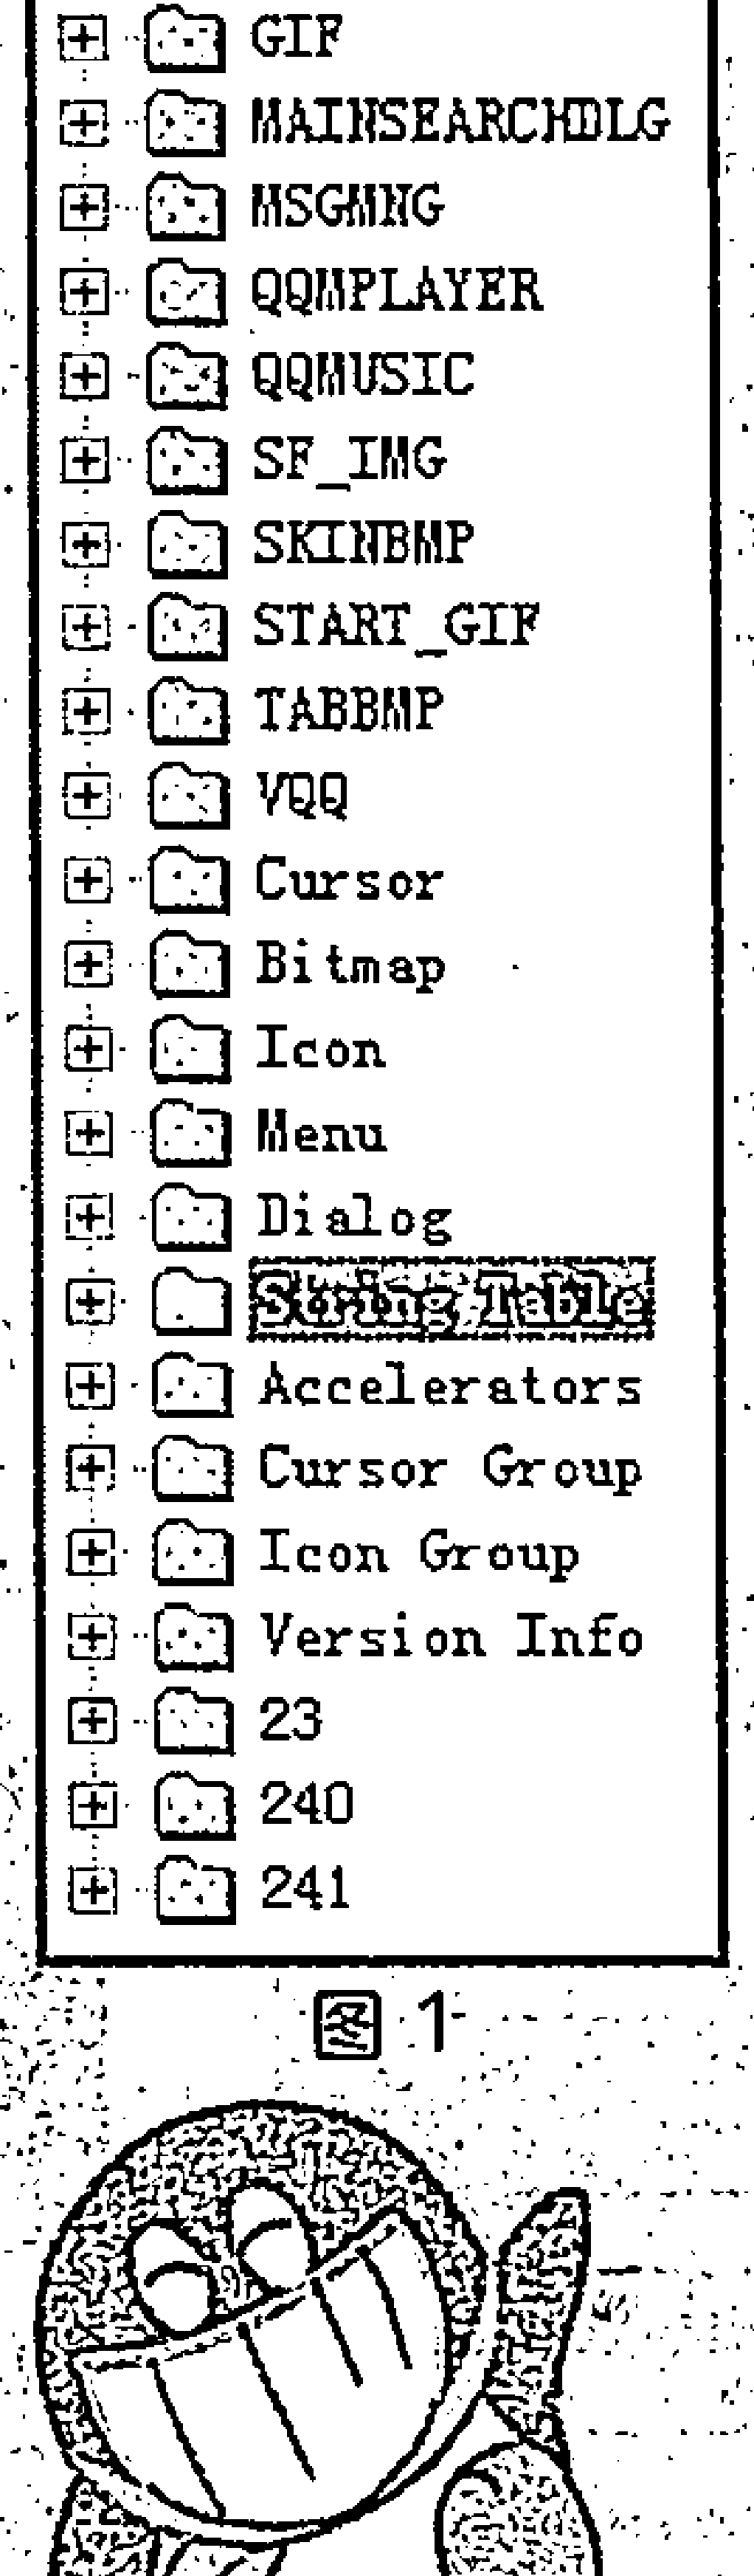 GIF
MAINSEARCHDLG
MSGMNG
QQMPLAYER
QQMUSIC
SF_IMG
SKINBMP
START_GIF
TABBMP
VQQ
Cursor
Bitmap
Icon
Menu
Dialog
String Table
Accelerators
Cursor Group
Icon Group
Version Info
23
240
241
图 1